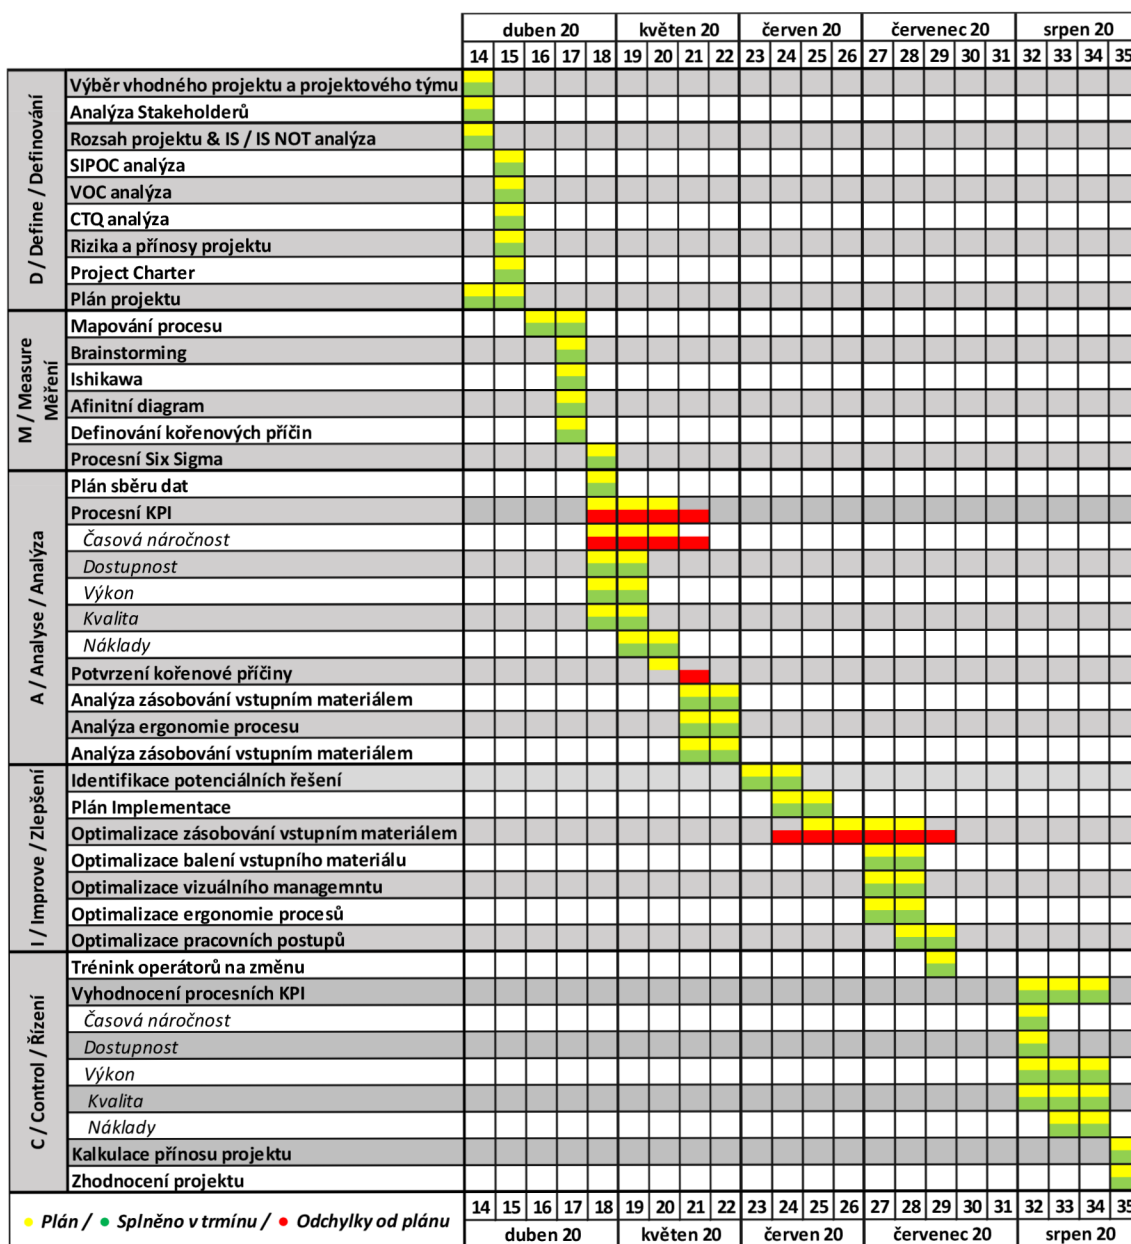 duben 20 květen 20 červen 20 červenec 20 srpen 20
14 15 16 17 18 19 20 21 22 23 24 25 26 27 28 29 30 31 32 33 34 35
D / Define / Definování
Výběr vhodného projektu a projektového týmu
Analýza Stakeholderů
Rozsah projektu & IS / IS NOT analýza
SIPOC analýza
VOC analýza
CTQ analýza
Rizika a přínosy projektu
Project Charter
Plán projektu
M / Measure
Měření
Mapování procesu
Brainstorming
Ishikawa
Afinitní diagram
Definování kořenových příčin
Procesní Six Sigma
A / Analyse / Analýza
Plán sběru dat
Procesní KPI
Časová náročnost
Dostupnost
Výkon
Kvalita
Náklady
Potvrzení kořenové příčiny
Analýza zásobování vstupním materiálem
Analýza ergonomie procesu
Analýza zásobování vstupním materiálem
I / Improve / Zlepšení
Identifikace potenciálních řešení
Plán Implementace
Optimalizace zásobování vstupním materiálem
Optimalizace balení vstupního materiálu
Optimalizace vizuálního managemntu
Optimalizace ergonomie procesů
Optimalizace pracovních postupů
C / Control / Řízení
Trénink operátorů na změnu
Vyhodnocení procesních KPI
Časová náročnost
Dostupnost
Výkon
Kvalita
Náklady
Kalkulace přínosu projektu
Zhodnocení projektu
Plán / Splněno v trmínu / Odchylky od plánu
14 15 16 17 18 19 20 21 22 23 24 25 26 27 28 29 30 31 32 33 34 35
duben 20 květen 20 červen 20 červenec 20 srpen 20